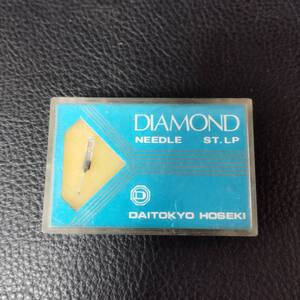 DIAMOND
NEEDLE ST.LP
D
DAITOKYO HOSEKI